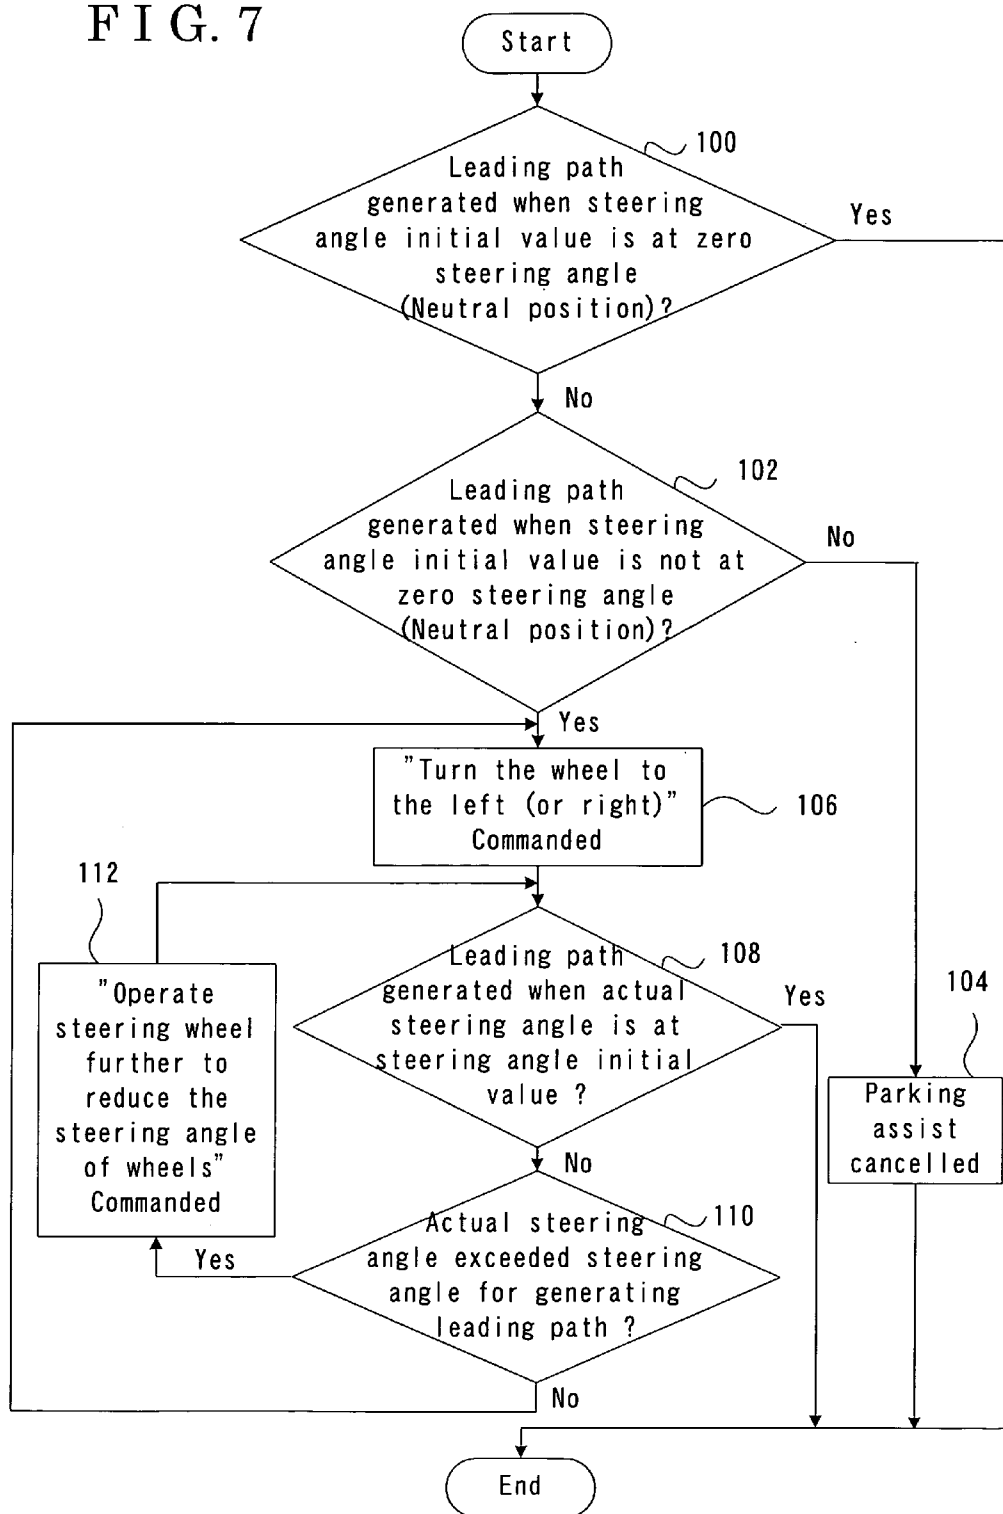 FIG. 7
Start
100
Leading path
generated when steering
angle initial value is at zero
steering angle
(Neutral position)?
Yes
No
102
Leading path
generated when steering
angle initial value is not at
zero steering angle
(Neutral position)?
No
Yes
"Turn the wheel to
the left (or right)"
Commanded
106
112
"Operate
steering wheel
further to
reduce the
steering angle
of wheels"
Commanded
108
Leading path
generated when actual
steering angle is at
steering angle initial
value ?
Yes
104
Parking
assist
cancelled
No
110
Actual steering
angle exceeded steering
angle for generating
leading path ?
Yes
No
End